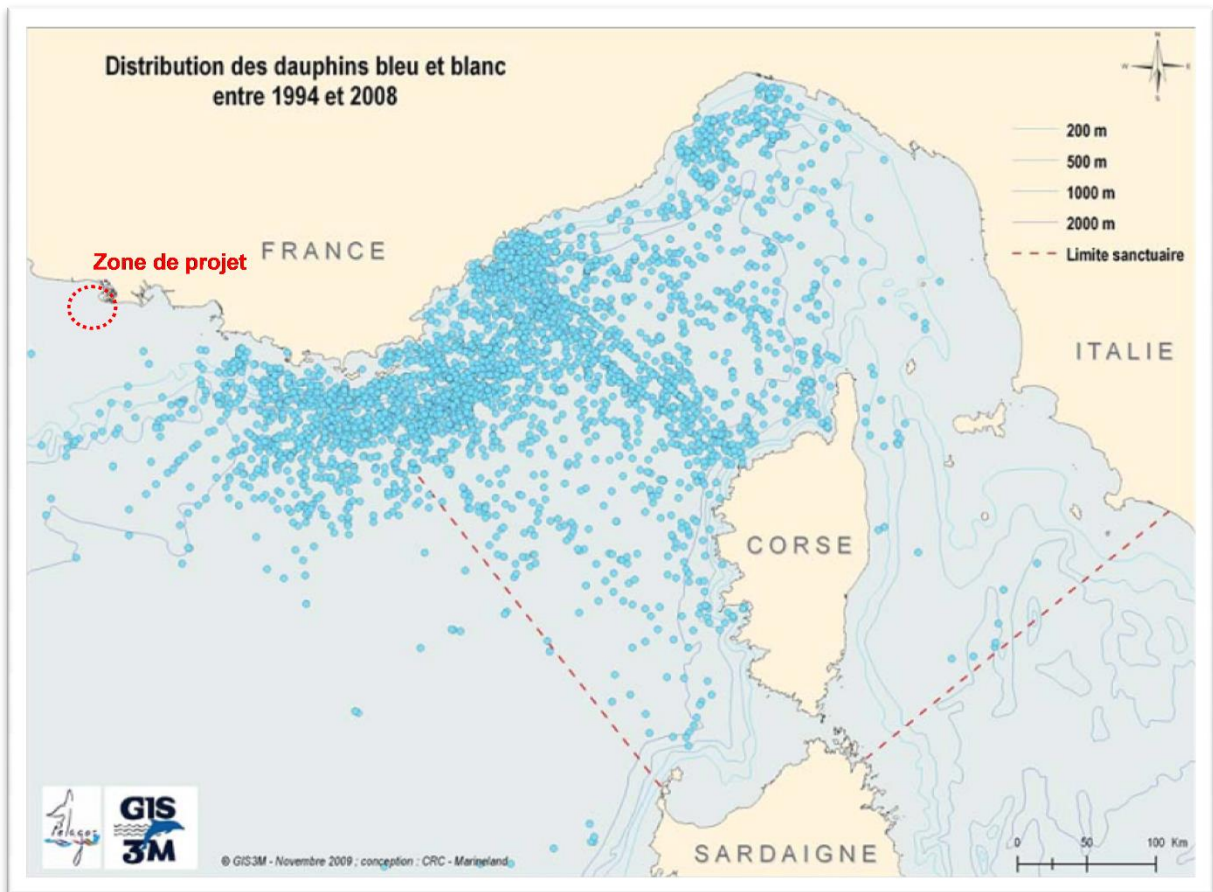 Distribution des dauphins bleu et blanc
entre 1994 et 2008
N
W
E
S
200 m
500 m
1000 m
2000 m
Limite sanctuaire
FRANCE
Zone de projet
ITALIE
CORSE
SARDAIGNE
Pelagos
GIS
3M
© GIS3M - Novembre 2009 ; conception : CRC - Marineland
0 50 100 Km